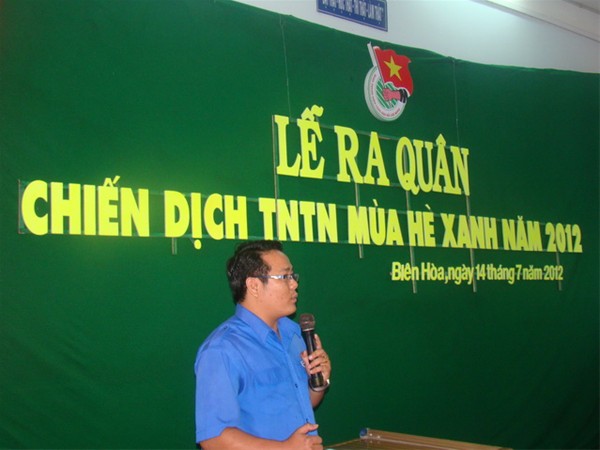 LỄ RA QUÂN
CHIẾN DỊCH TNTN MÙA HÈ XANH NĂM 2012
Biên Hòa, ngày 14 tháng 7 năm 2012